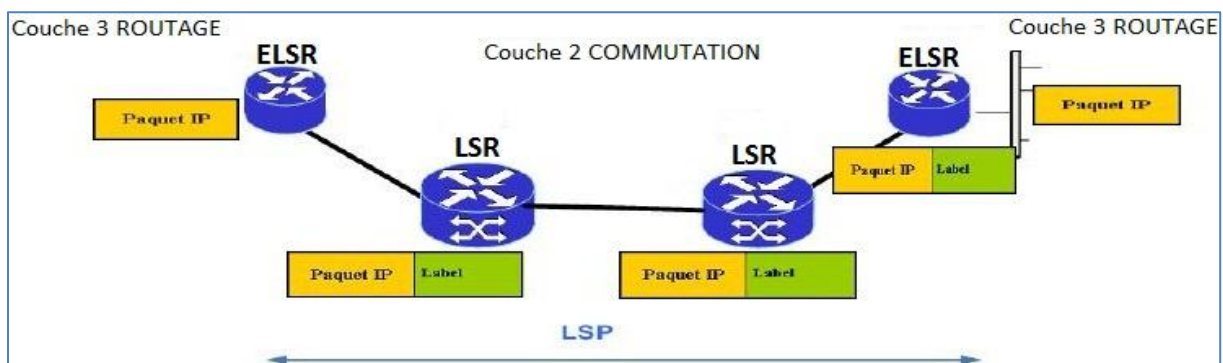 Couche 3 ROUTAGE
Couche 3 ROUTAGE
Couche 2 COMMUTATION
ELSR
ELSR
Paquet IP
Paquet IP
LSR
LSR
Paquet IP Label
Paquet IP Label
Paquet IP Label
LSP